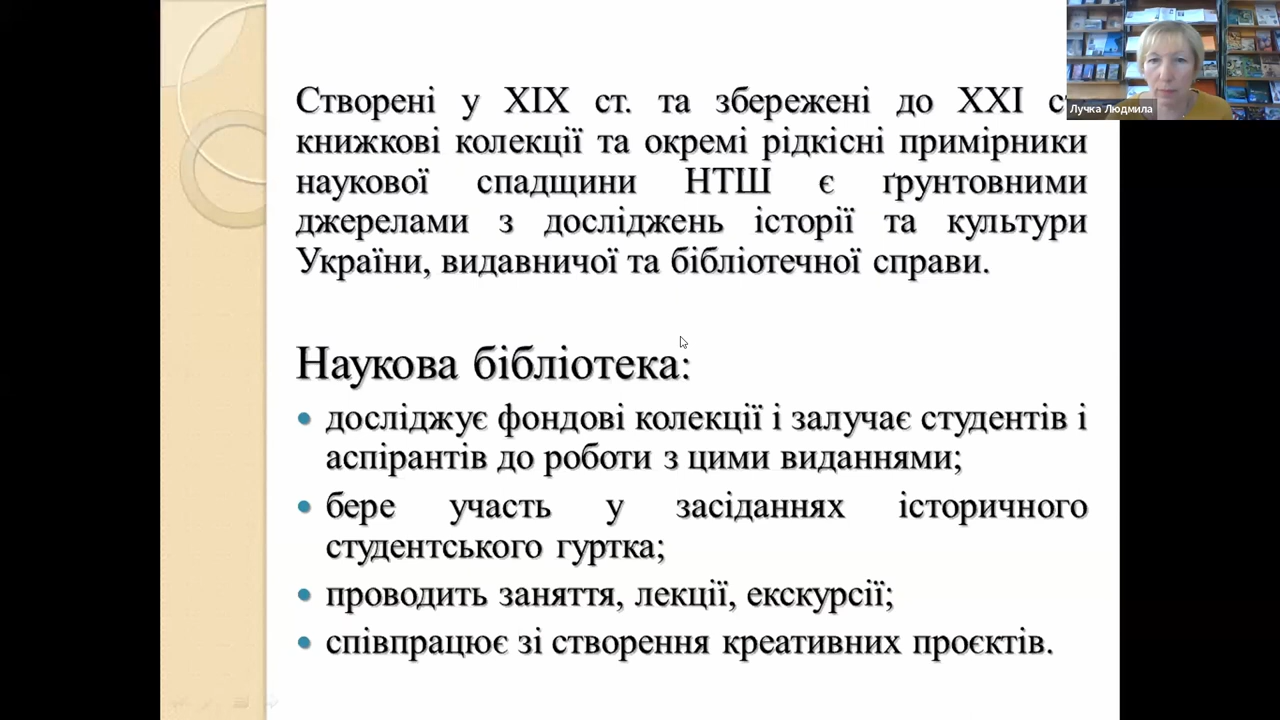 Створені у XIX ст. та збережені до XXI
книжкові колекції та окремі рідкісні примірники
наукової спадщини НТШ є ґрунтовними
джерелами з досліджень історії та культури
України, видавничої та бібліотечної справи.
Наукова бібліотека:
• досліджує фондові колекції і залучає студентів і
аспірантів до роботи з цими виданнями;
• бере участь у засіданнях історичного
студентського гуртка;
• проводить заняття, лекції, екскурсії;
• співпрацює зі створення креативних проєктів.
Лучка Людмила